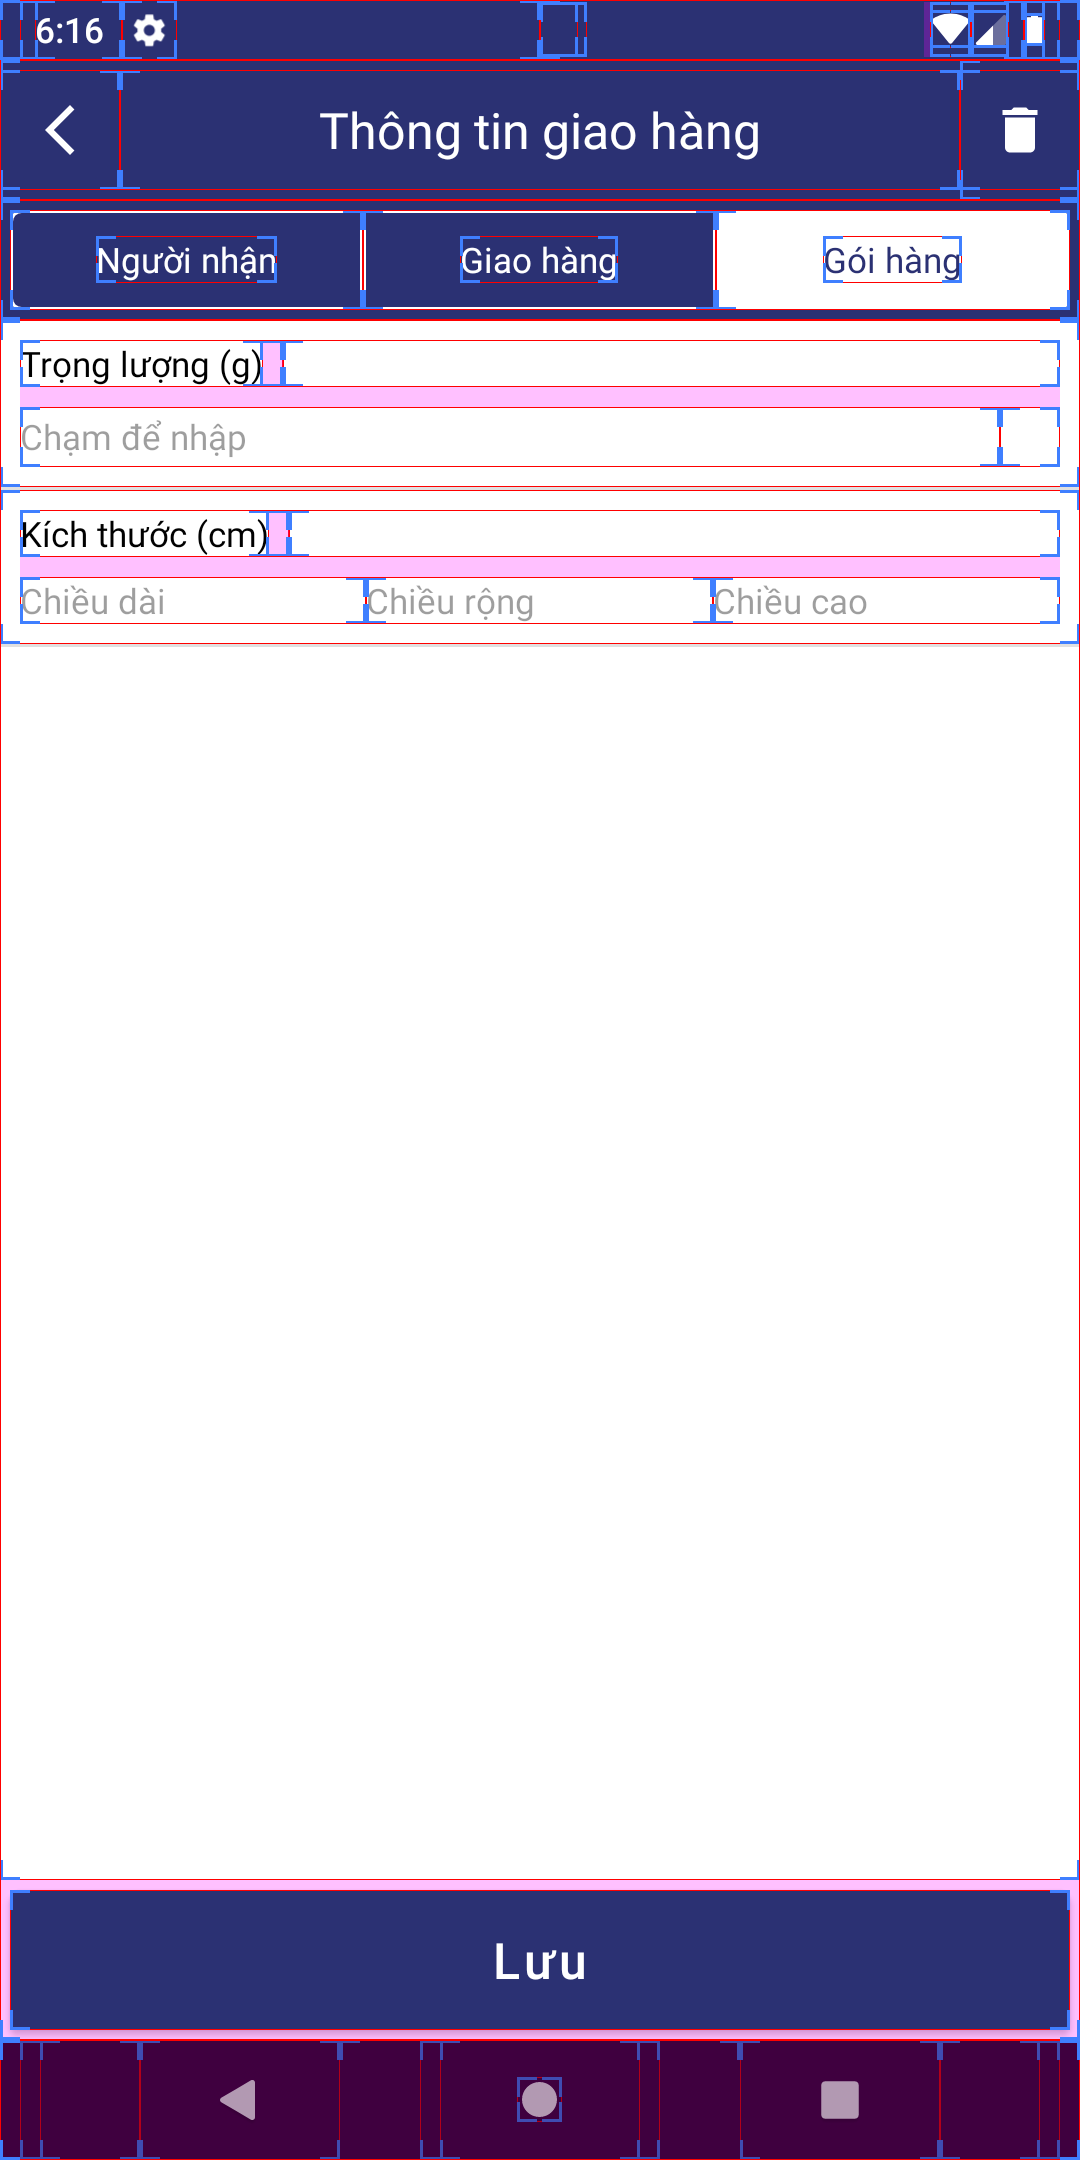 6:16
Thông tin giao hàng
Người nhận Giao hàng Gói hàng
Trọng lượng (g)
Chạm để nhập
Kích thước (cm)
Chiều dài Chiều rộng Chiều cao
Lưu